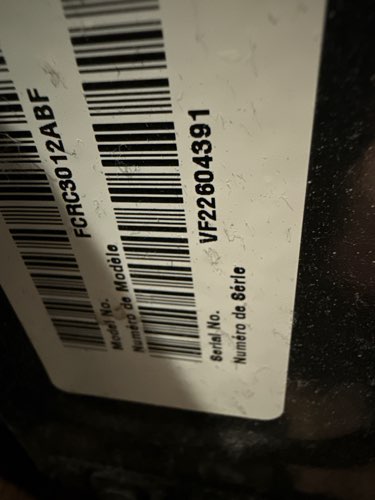 FCRC3012ABF
Model No.
Numéro de Modèle
VF22604391
Serial No.
Numéro de Série